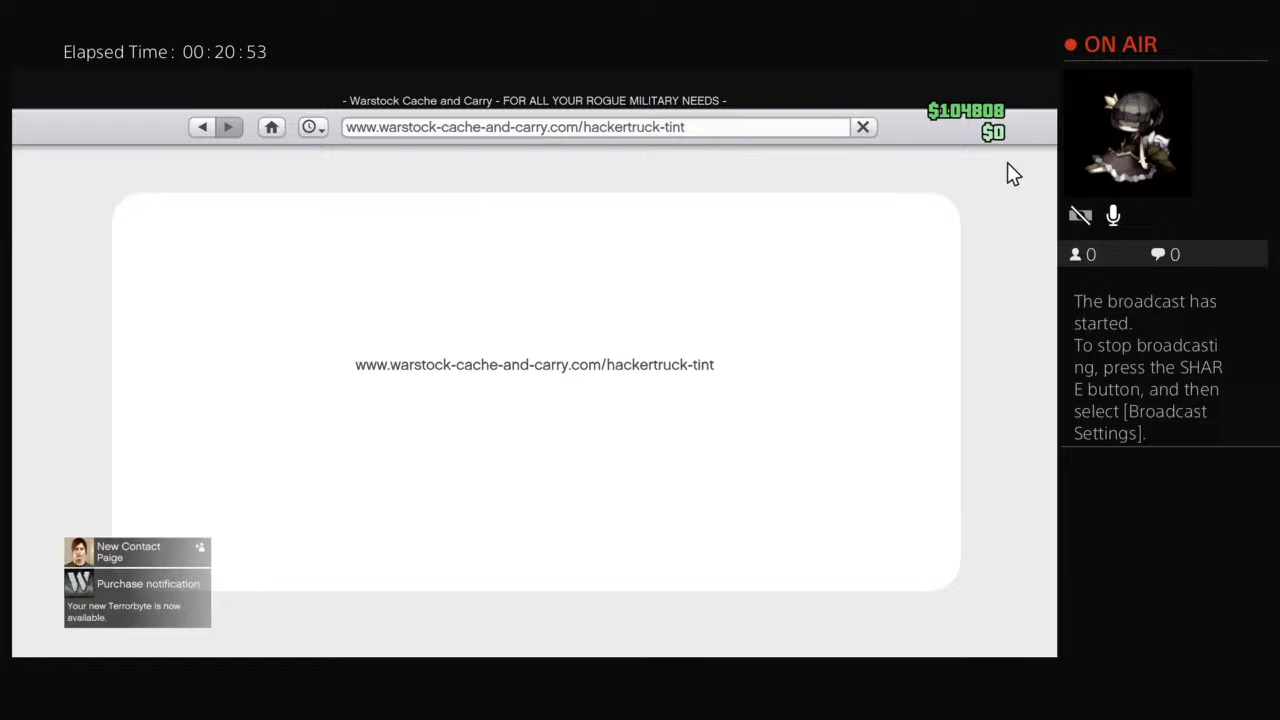 Elapsed Time: 00:20:53
ON AIR
- Warstock Cache and Carry - FOR ALL YOUR ROGUE MILITARY NEEDS -
www.warstock-cache-and-carry.com/hackertruck-tint
$104808
$0
0 0
The broadcast has
started.
To stop broadcasti
ng, press the SHAR
E button, and then
select [Broadcast
Settings].
www.warstock-cache-and-carry.com/hackertruck-tint
New Contact
Paige
Purchase notification
Your new Terrorbyte is now
available.